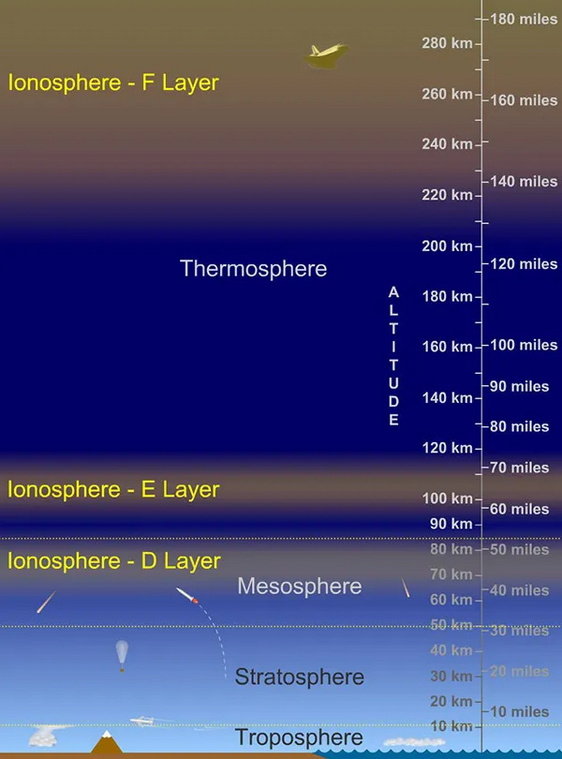 180 miles
280 km
Ionosphere - F Layer
260 km
160 miles
240 km
140 miles
220 km
200 km
120 miles
Thermosphere
ALTITUDE
180 km
160 km
100 miles
90 miles
140 km
80 miles
120 km
70 miles
Ionosphere - E Layer
100 km
60 miles
90 km
80 km
50 miles
Ionosphere - D Layer
70 km
Mesosphere
40 miles
60 km
50 km
30 miles
40 km
Stratosphere
30 km
20 miles
20 km
10 miles
10 km
Troposphere